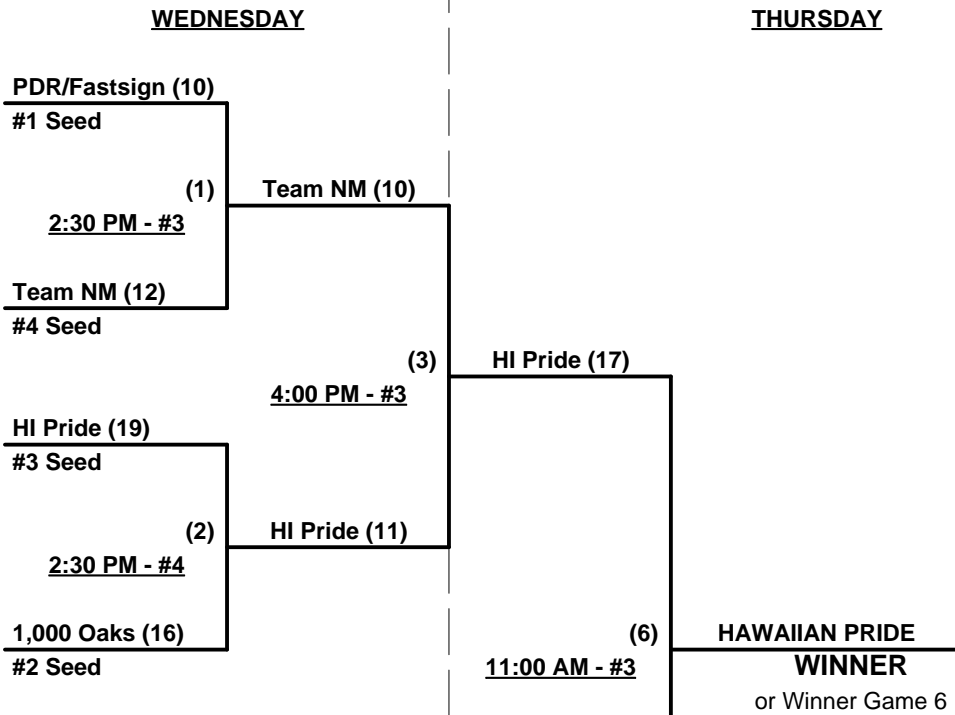 WEDNESDAY
THURSDAY
PDR/Fastsign (10)
#1 Seed
(1)
Team NM (10)
2:30 PM - #3
Team NM (12)
#4 Seed
(3)
HI Pride (17)
4:00 PM - #3
HI Pride (19)
#3 Seed
(2)
HI Pride (11)
2:30 PM - #4
1,000 Oaks (16)
#2 Seed
(6)
HAWAIIAN PRIDE
11:00 AM - #3
WINNER
or Winner Game 6